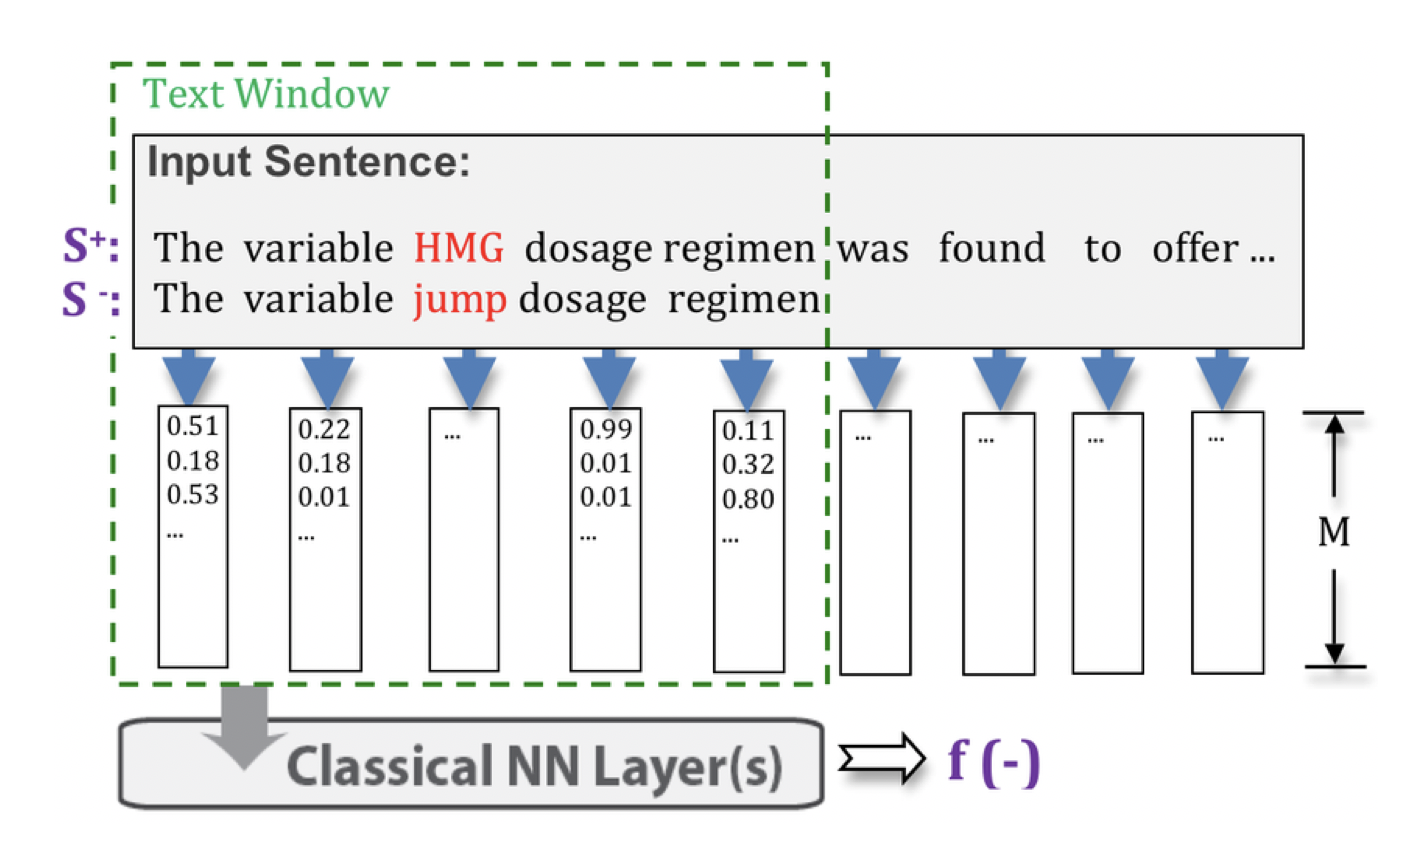 Text Window
Input Sentence:
S+: The variable HMG dosage regimen was found to offer ...
S -: The variable jump dosage regimen
0.51 0.22 ... 0.99 0.11 ... ... ... ...
0.18 0.18 0.01 0.32
0.53 0.01 0.01 0.80
... ... ... ...
M
Classical NN Layer(s) f (-)